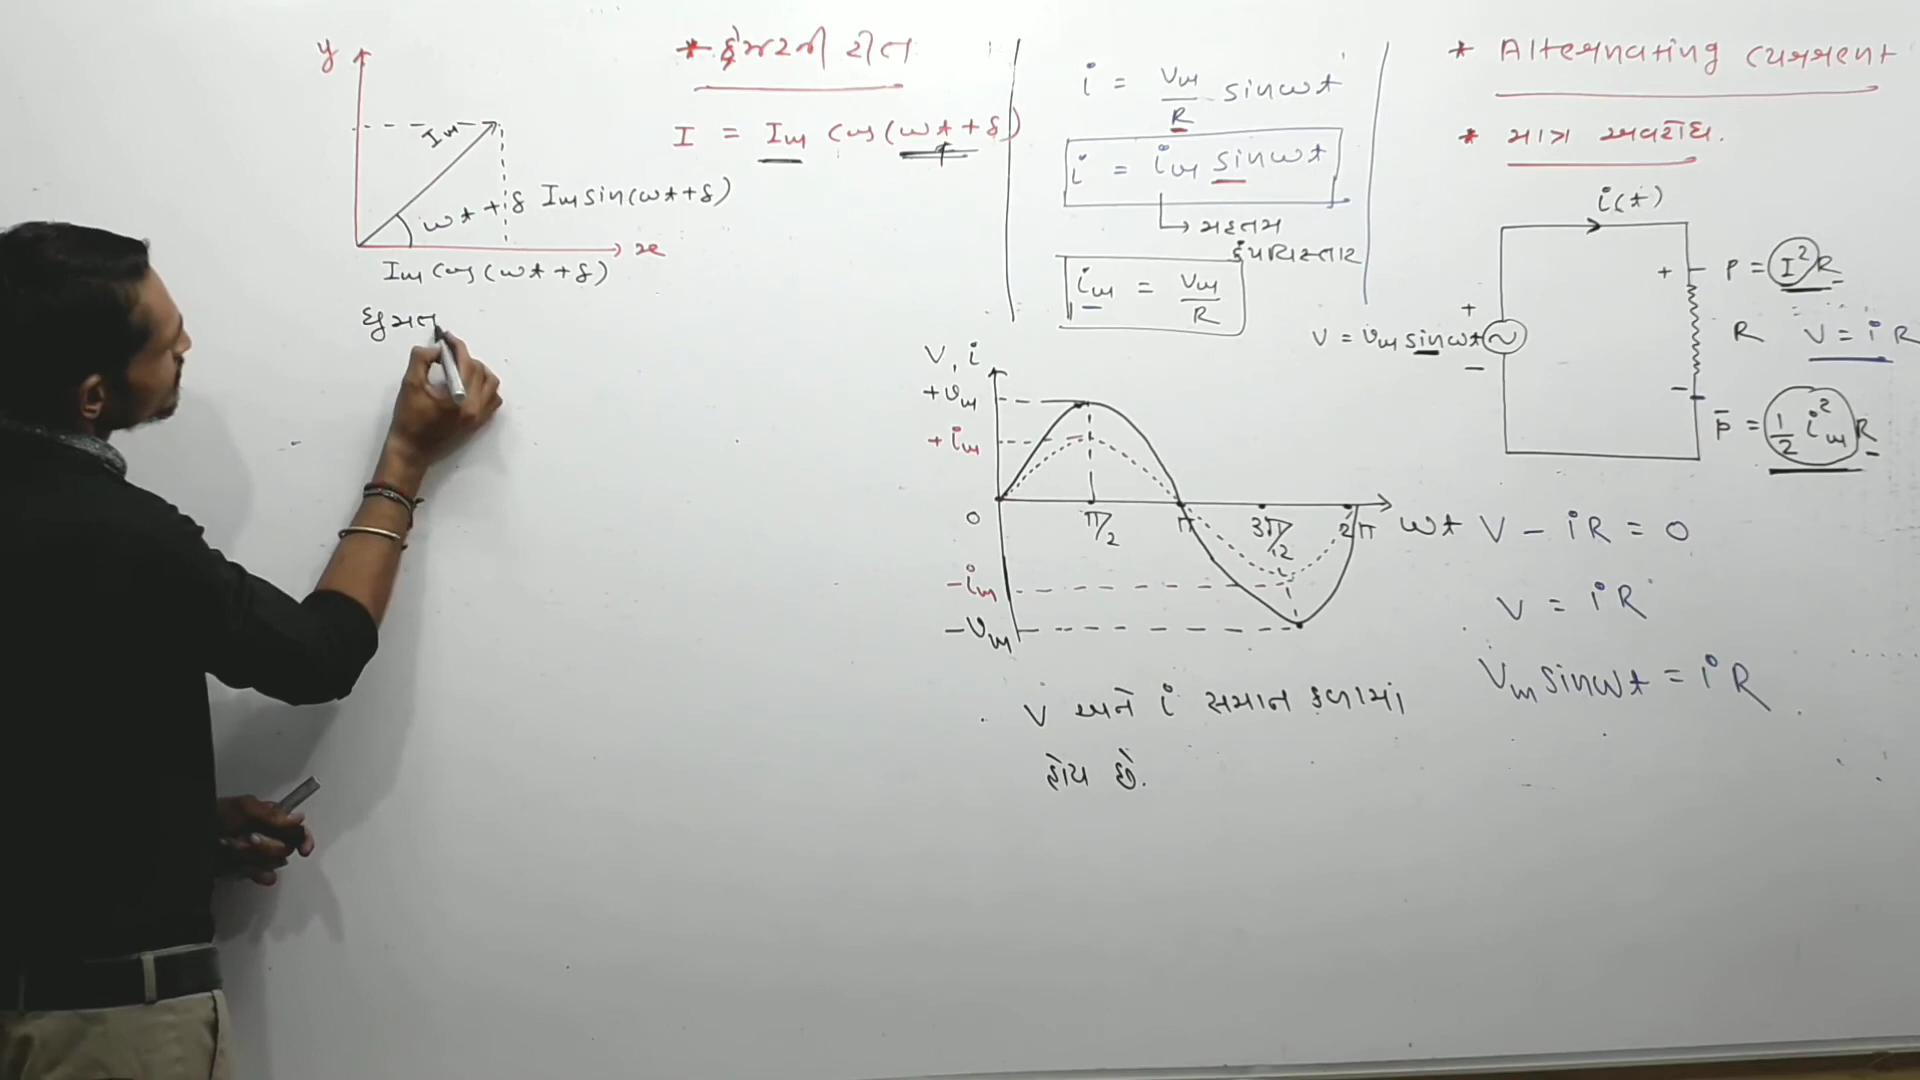 y
Im
ωt + δ
Im sin(ωt+δ)
x
Im cos(ωt+δ)
ઘુમાવ
* ફેઝરની રીત
I = Im cos(ωt+δ)
i = vm/R sinωt
i = im sinωt
→ મહત્તમ
કંપવિસ્તાર
im = vm/R
V, i
+vm
+im
0
π/2
π
3π/2
2π
ωt
-im
-vm
V અને i સમાન કળામાં
હોય છે.
* Alternating current
* માત્ર અવરોધ.
i(t)
+
p = I²R
+
V = vm sinωt
R
V = iR
-
-
p̄ = 1/2 im² R
V - iR = 0
V = iR
Vm sinωt = iR